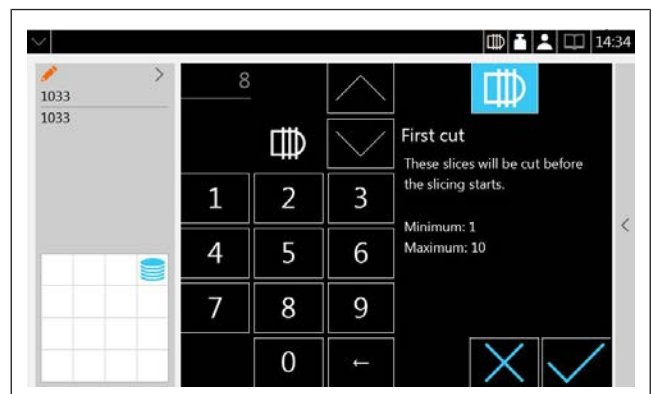 14:34
1033
1033
8
First cut
These slices will be cut before
the slicing starts.
Minimum: 1
Maximum: 10
1 2 3
4 5 6
7 8 9
0 ←